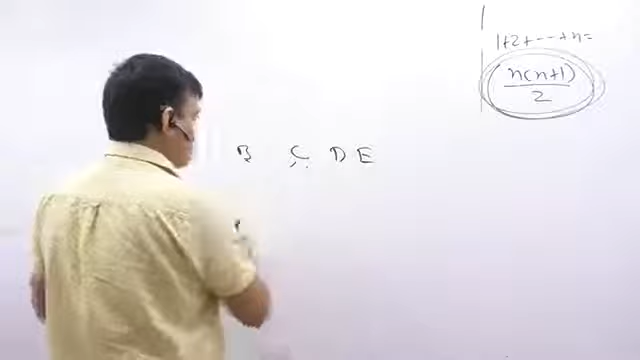 1+2+---+n=
n(n+1)
2
B C D E